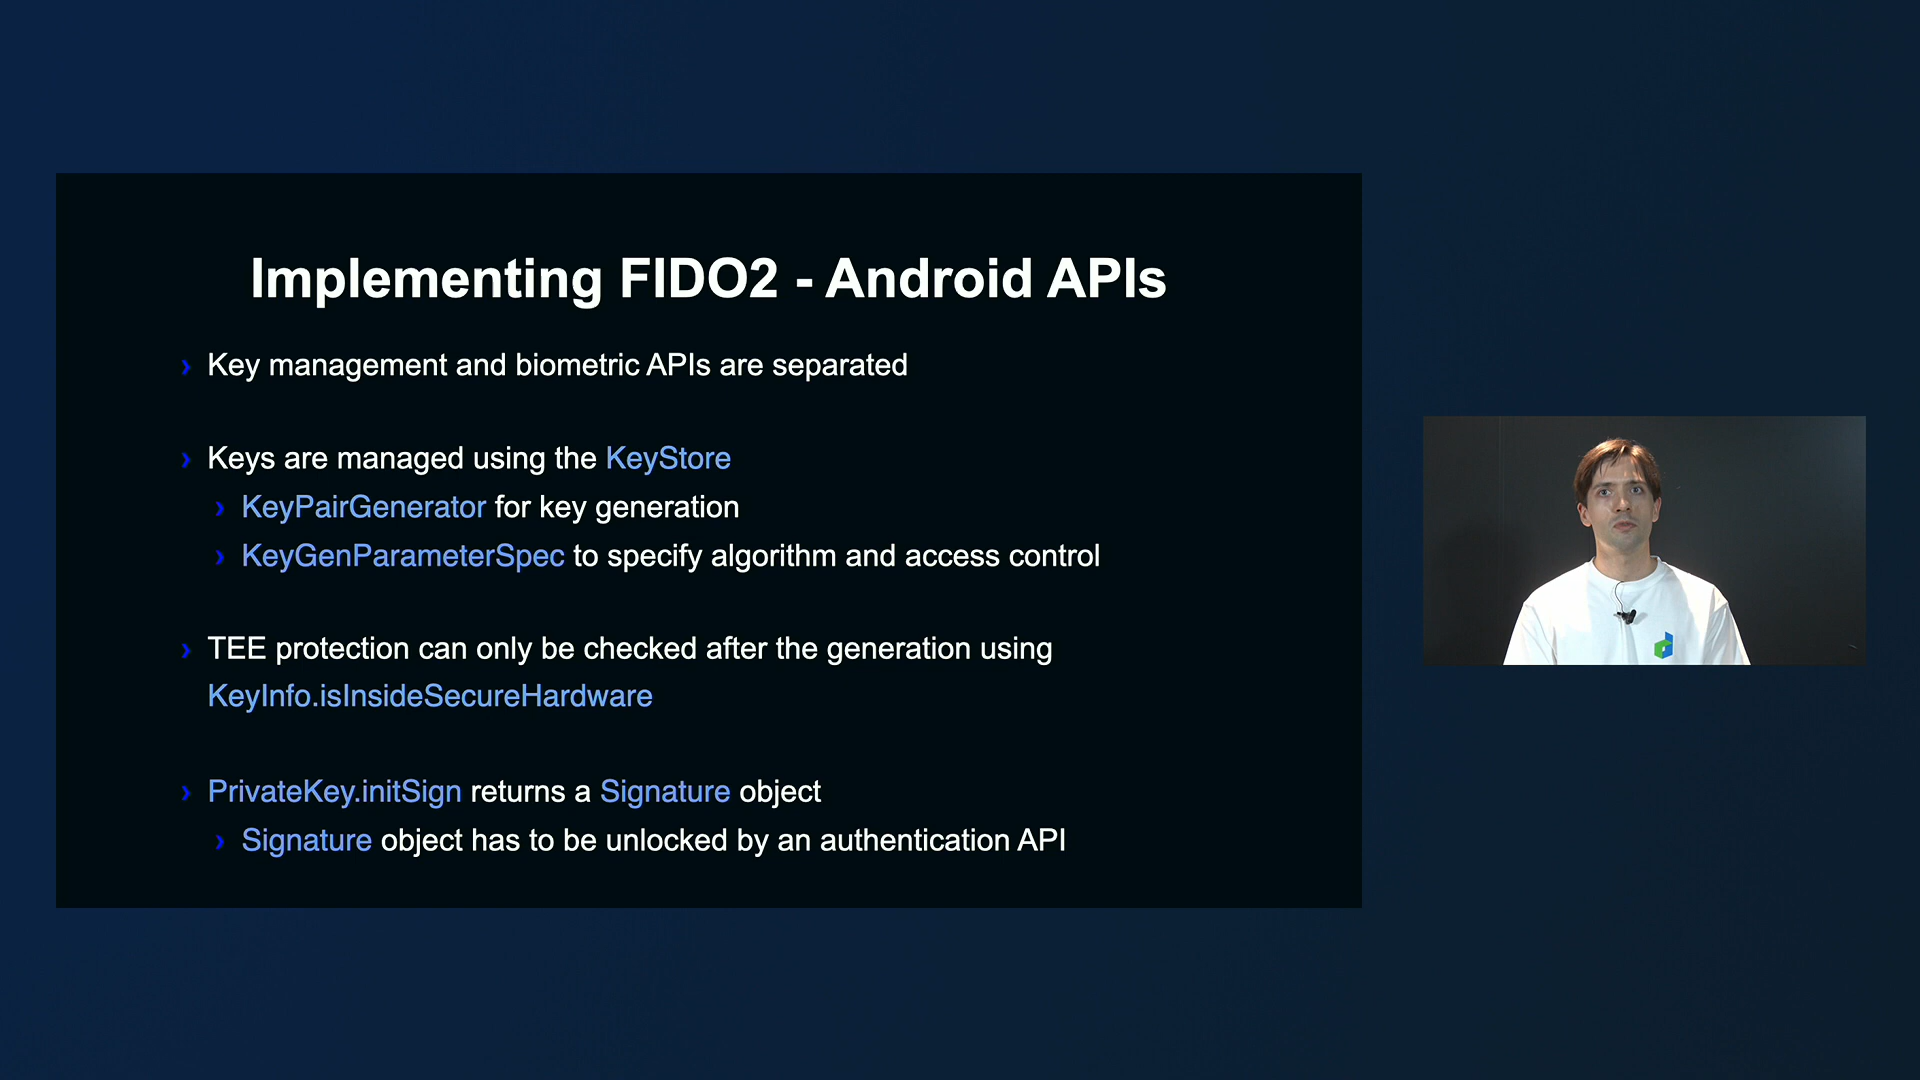 Implementing FIDO2 - Android APIs
› Key management and biometric APIs are separated
› Keys are managed using the KeyStore
› KeyPairGenerator for key generation
› KeyGenParameterSpec to specify algorithm and access control
› TEE protection can only be checked after the generation using
KeyInfo.isInsideSecureHardware
› PrivateKey.initSign returns a Signature object
› Signature object has to be unlocked by an authentication API